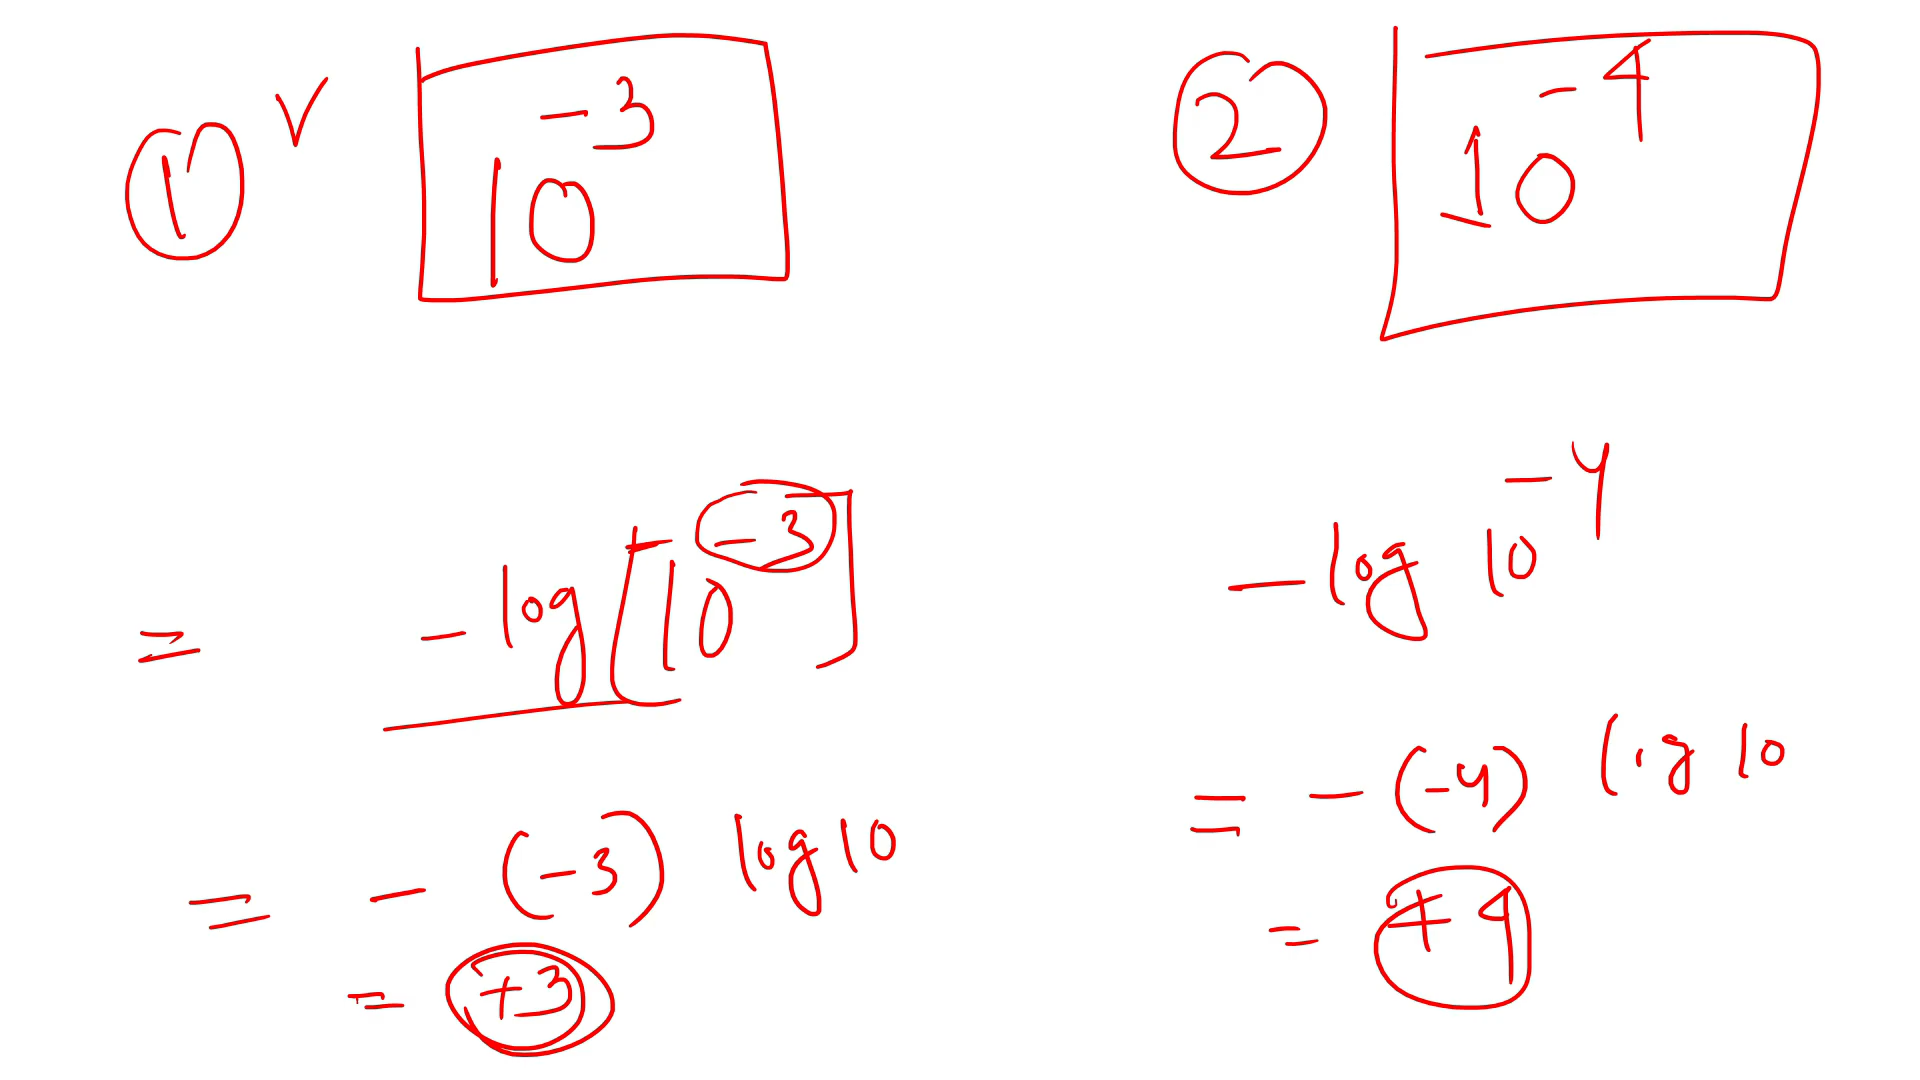 ① ✓ 10^-3
= -log[10^-3]
= -(-3) log 10
= +3
② 10^-4
-log 10^-4
= -(-4) log 10
= +4